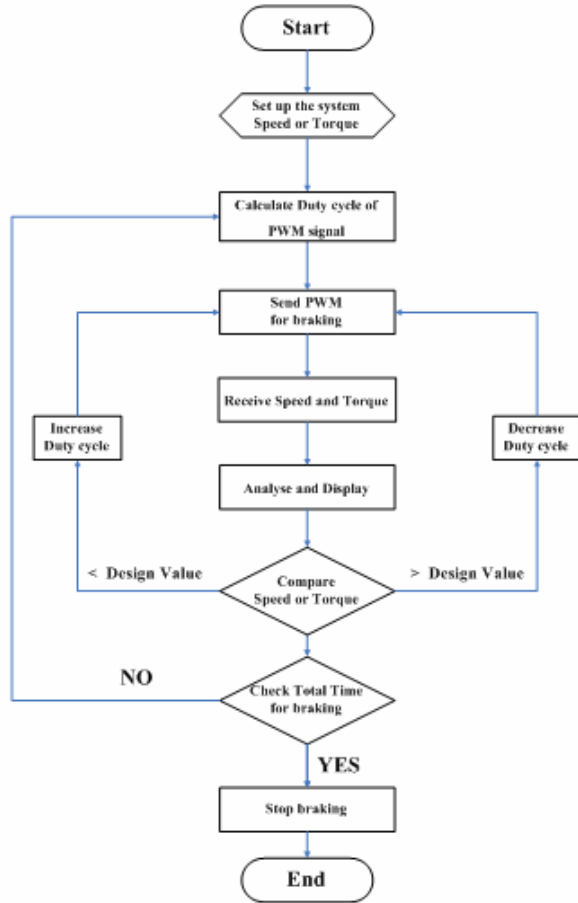 Start
Set up the system
Speed or Torque
Calculate Duty cycle of
PWM signal
Send PWM
for braking
Receive Speed and Torque
Increase
Duty cycle
Decrease
Duty cycle
Analyse and Display
< Design Value
> Design Value
Compare
Speed or Torque
NO
Check Total Time
for braking
YES
Stop braking
End